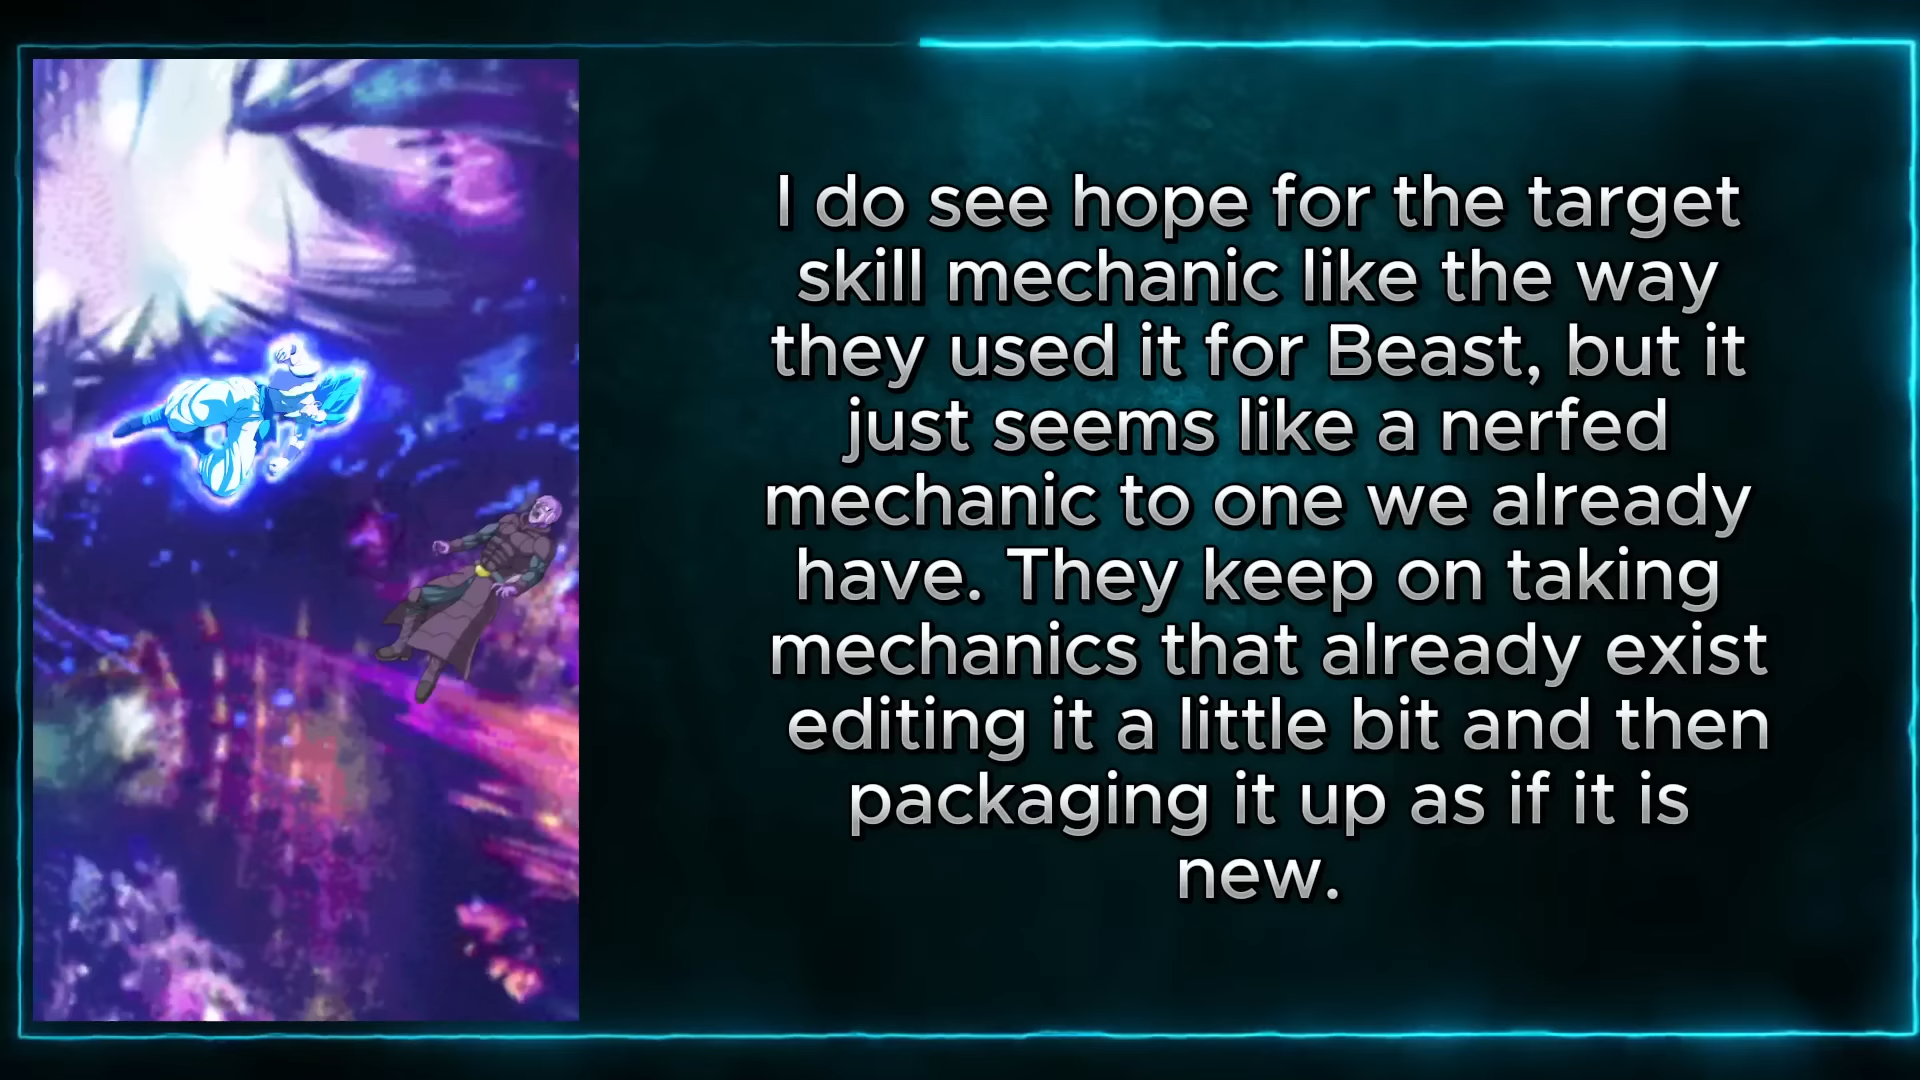 I do see hope for the target
skill mechanic like the way
they used it for Beast, but it
just seems like a nerfed
mechanic to one we already
have. They keep on taking
mechanics that already exist
editing it a little bit and then
packaging it up as if it is
new.